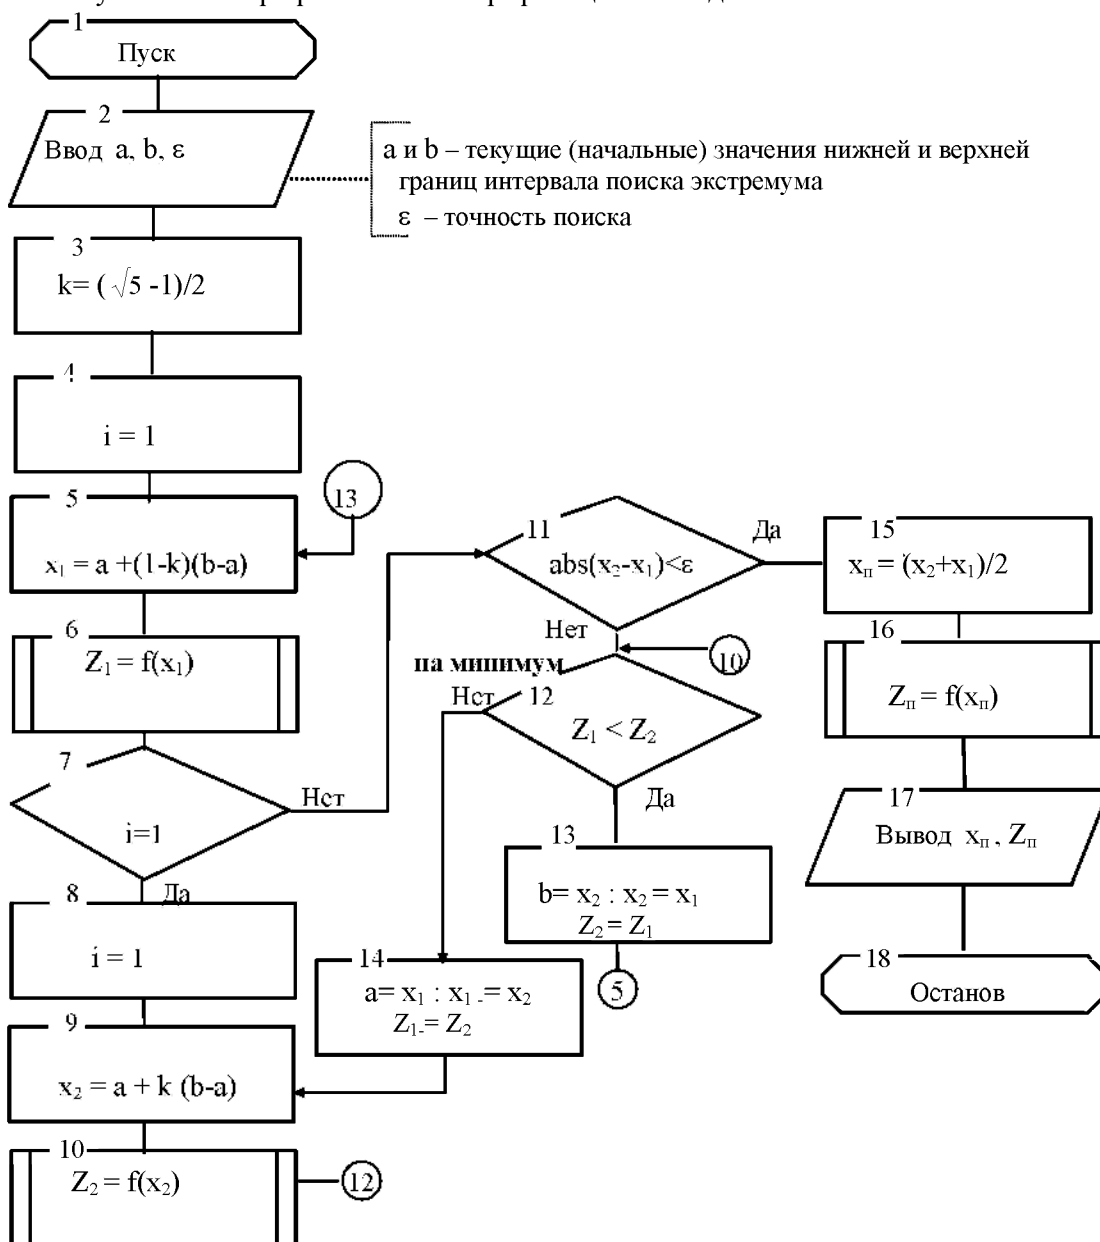 1
Пуск
2
Ввод a, b, ε
a и b – текущие (начальные) значения нижней и верхней
границ интервала поиска экстремума
ε – точность поиска
3
k= ( √5 -1)/2
4
i = 1
5
13
x₁ = a +(1-k)(b-a)
6
Z₁ = f(x₁)
7
i=1
Нет
Да
8
i = 1
9
x₂ = a + k (b-a)
10
Z₂ = f(x₂)
12
11
abs(x₂-x₁)<ε
Да
Нет
10
на минимум
Нет
12
Z₁ < Z₂
Да
13
b= x₂ : x₂ = x₁
Z₂ = Z₁
5
14
a= x₁ : x₁ -= x₂
Z₁-= Z₂
15
xₙ = (x₂+x₁)/2
16
Zп = f(xп)
17
Вывод xп , Zп
18
Останов